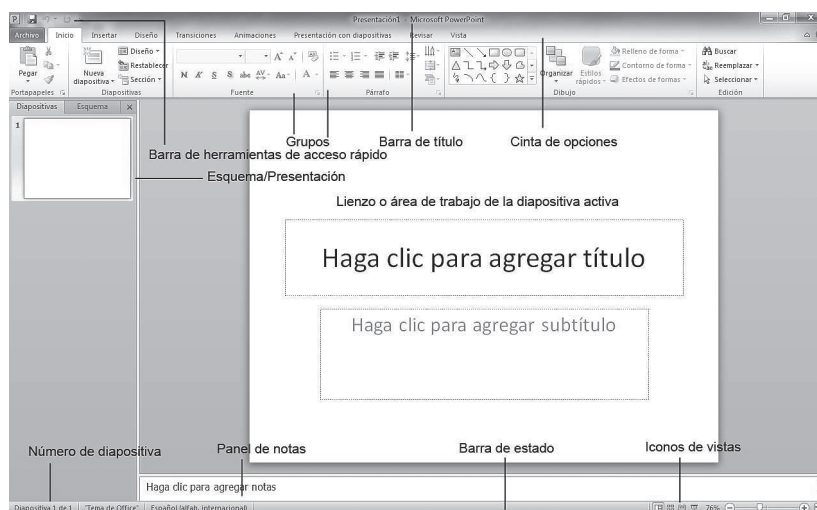 Presentación1 - Microsoft PowerPoint
Archivo Inicio Insertar Diseño Transiciones Animaciones Presentación con diapositivas Revisar Vista
Pegar
Nueva diapositiva
Diseño
Restablecer
Sección
N K S S abc AV Aa A
Organizar
Estilos rápidos
Relleno de forma
Contorno de forma
Efectos de formas
Buscar
Reemplazar
Seleccionar
Portapapeles Diapositivas Fuente Párrafo Dibujo Edición
Diapositivas Esquema
1
Grupos
Barra de título
Cinta de opciones
Barra de herramientas de acceso rápido
Esquema/Presentación
Lienzo o área de trabajo de la diapositiva activa
Haga clic para agregar título
Haga clic para agregar subtítulo
Número de diapositiva
Panel de notas
Barra de estado
Iconos de vistas
Haga clic para agregar notas
Diapositiva 1 de 1 "Tema de Office" Español (alfab. internacional) 76%